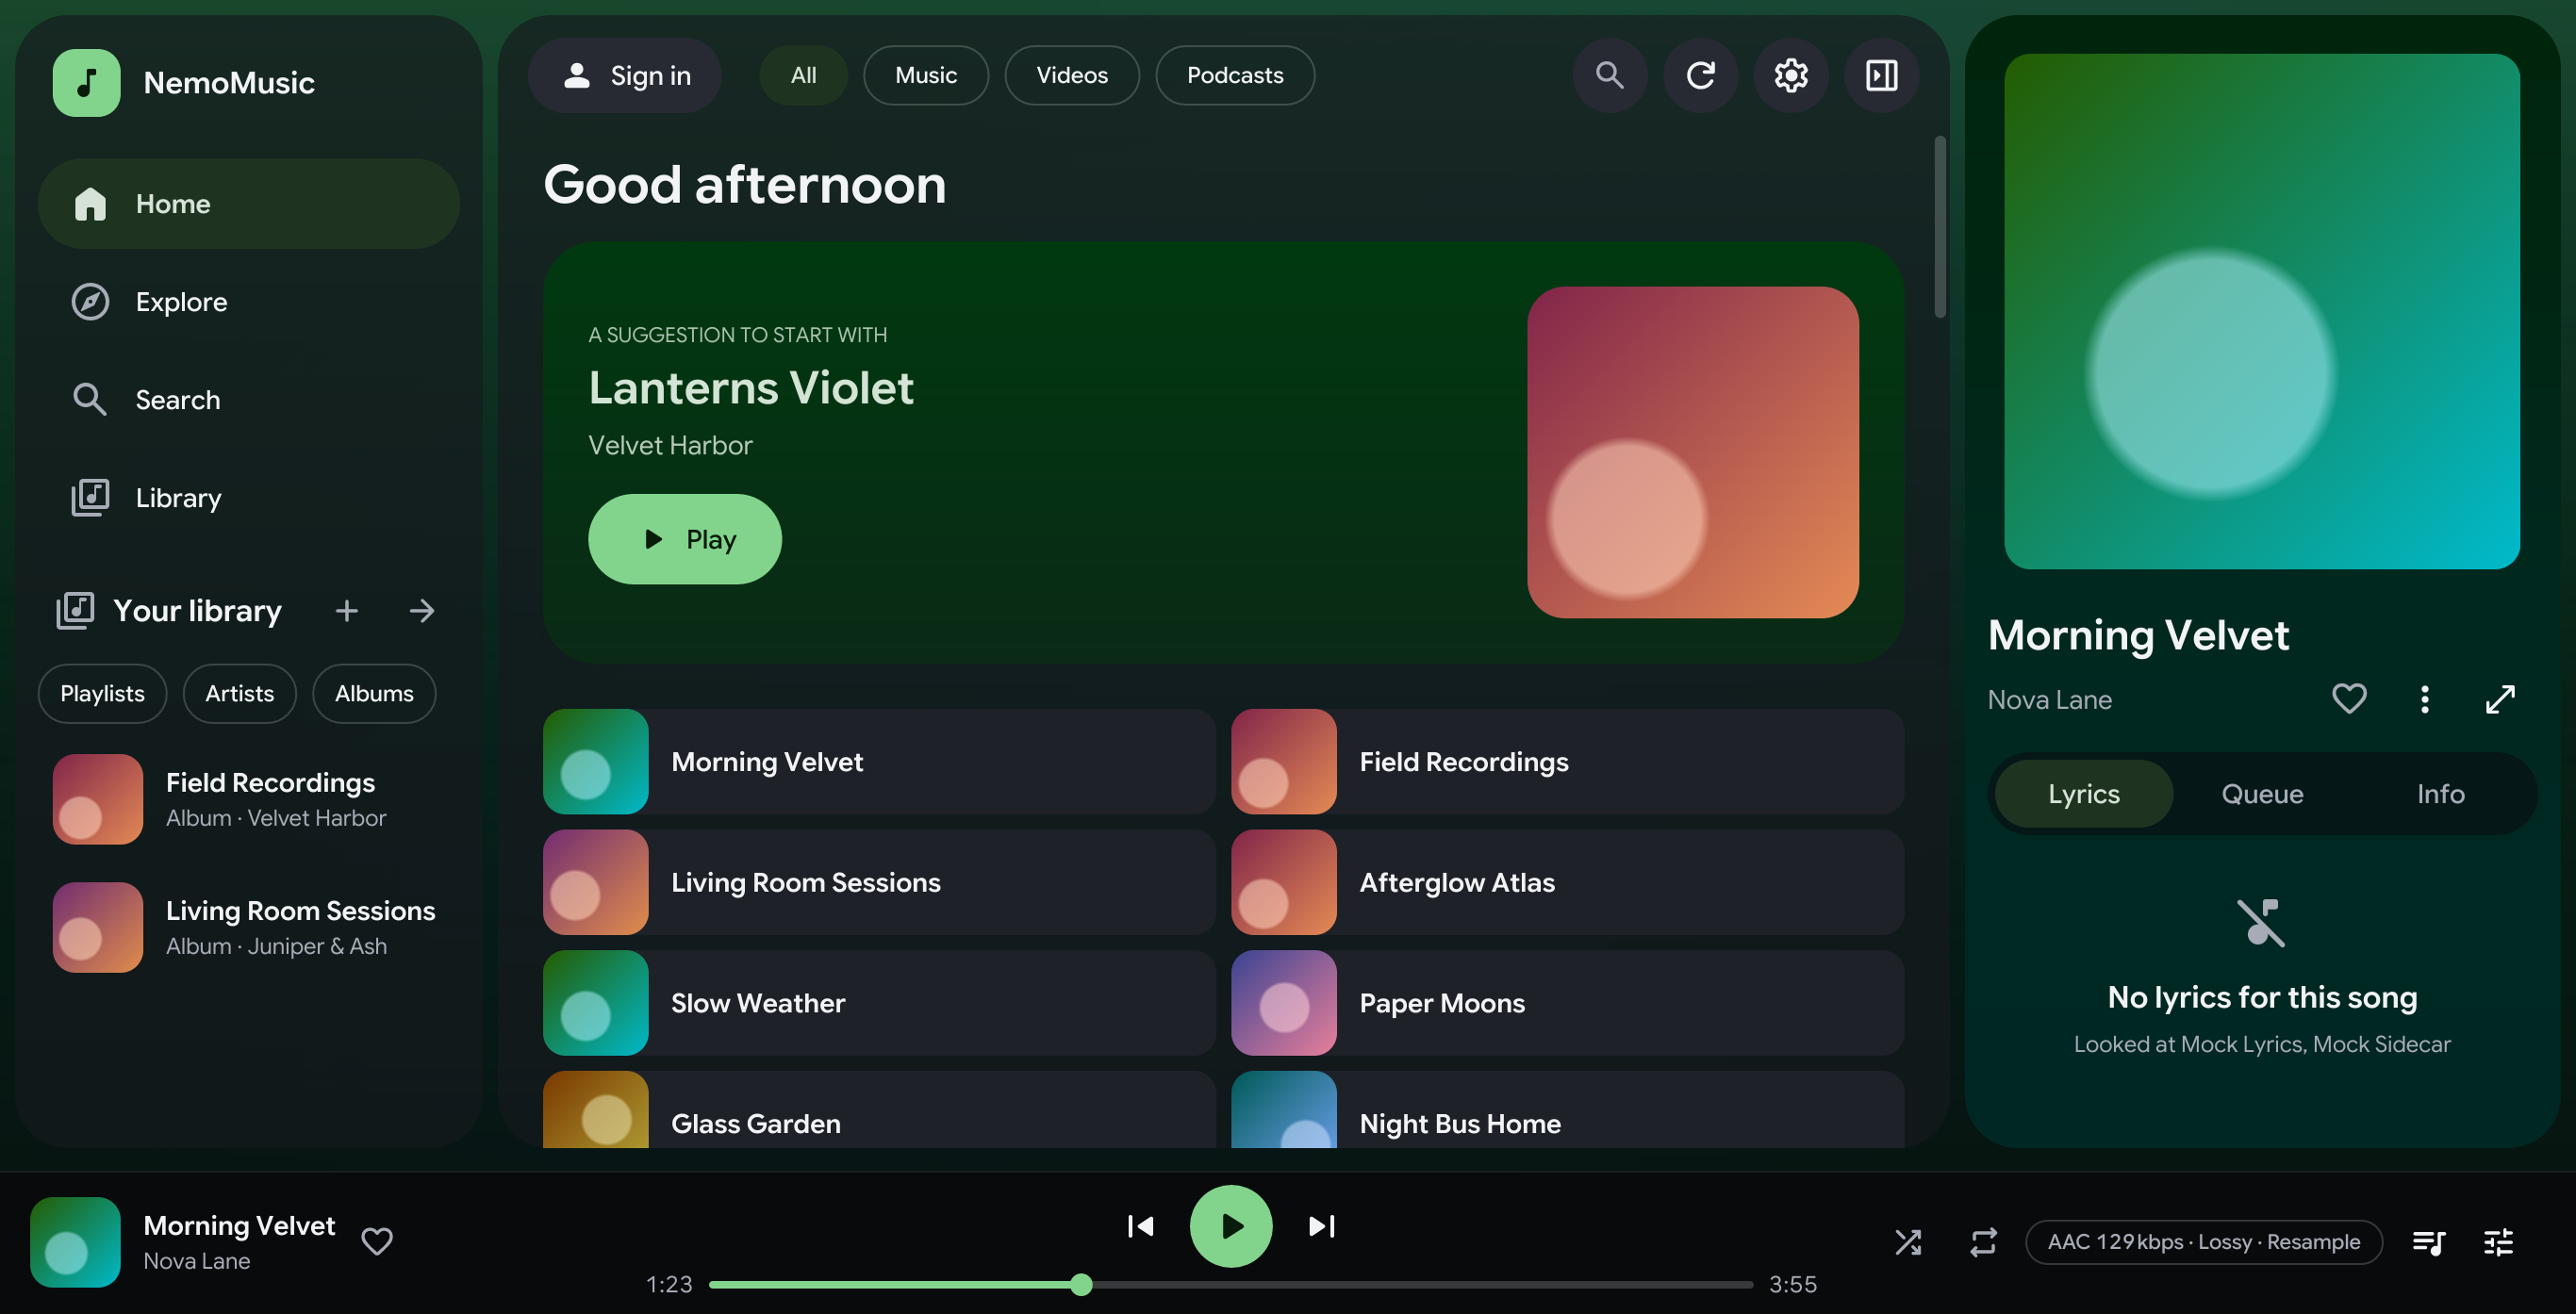 NemoMusic
Home
Explore
Search
Library
Your library
Playlists
Artists
Albums
Field Recordings
Album · Velvet Harbor
Living Room Sessions
Album · Juniper & Ash
Sign in
All
Music
Videos
Podcasts
Good afternoon
A SUGGESTION TO START WITH
Lanterns Violet
Velvet Harbor
Play
Morning Velvet
Field Recordings
Living Room Sessions
Afterglow Atlas
Slow Weather
Paper Moons
Glass Garden
Night Bus Home
Morning Velvet
Nova Lane
Lyrics
Queue
Info
No lyrics for this song
Looked at Mock Lyrics, Mock Sidecar
Morning Velvet
Nova Lane
1:23
3:55
AAC 129 kbps · Lossy · Resample